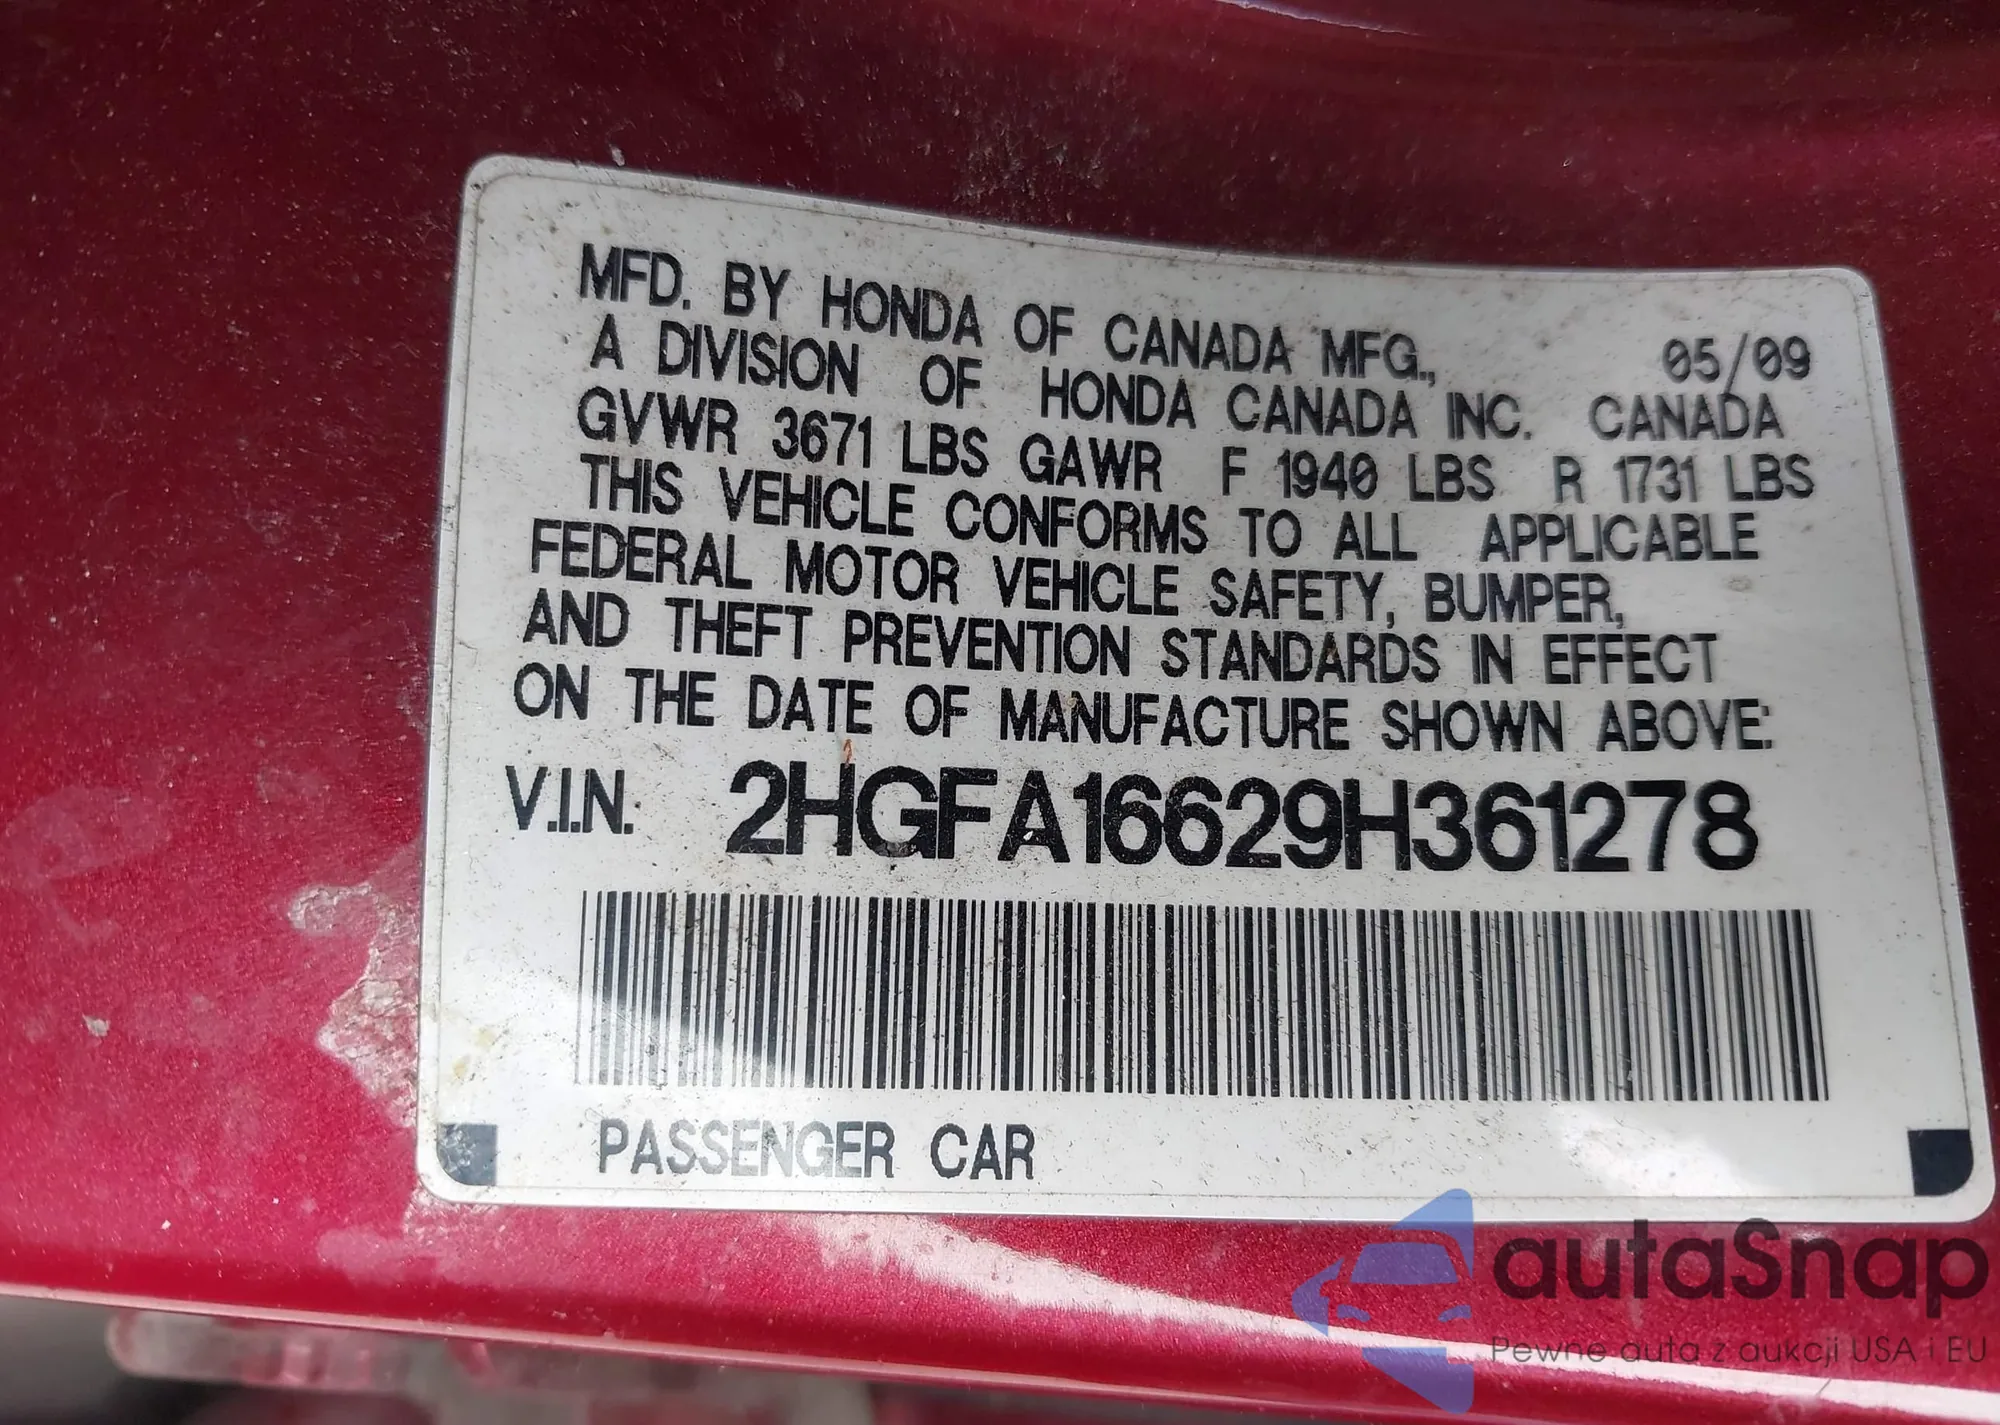 MFD. BY HONDA OF CANADA MFG., 05/09
A DIVISION OF HONDA CANADA INC. CANADA
GVWR 3671 LBS GAWR F 1940 LBS R 1731 LBS
THIS VEHICLE CONFORMS TO ALL APPLICABLE
FEDERAL MOTOR VEHICLE SAFETY, BUMPER,
AND THEFT PREVENTION STANDARDS IN EFFECT
ON THE DATE OF MANUFACTURE SHOWN ABOVE:
V.I.N. 2HGFA16629H361278
PASSENGER CAR
autaSnap
Pewne auta z aukcji USA i EU